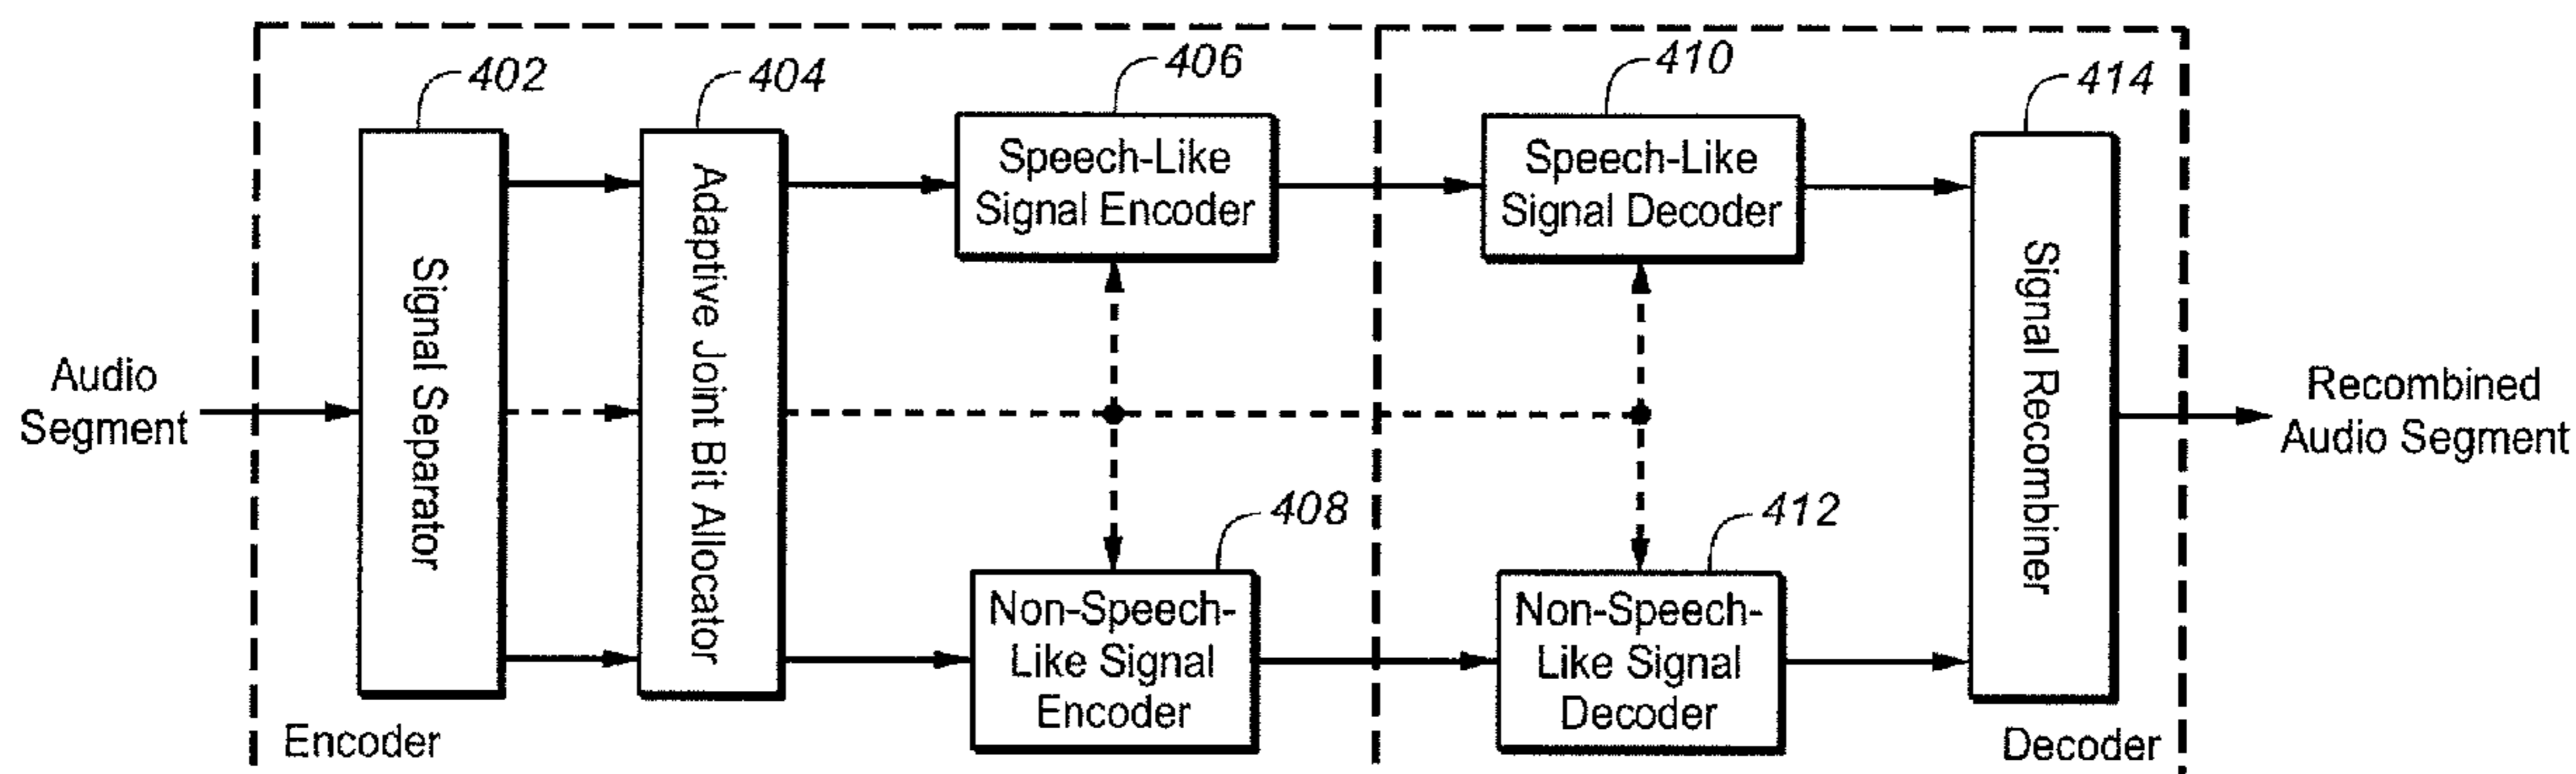 402
404
406
410
414
Speech-Like
Signal Encoder
Speech-Like
Signal Decoder
Signal Separator
Adaptive Joint Bit Allocator
Signal Recombiner
Audio
Segment
Recombined
Audio Segment
408
412
Non-Speech-
Like Signal
Encoder
Non-Speech-
Like Signal
Decoder
Encoder
Decoder